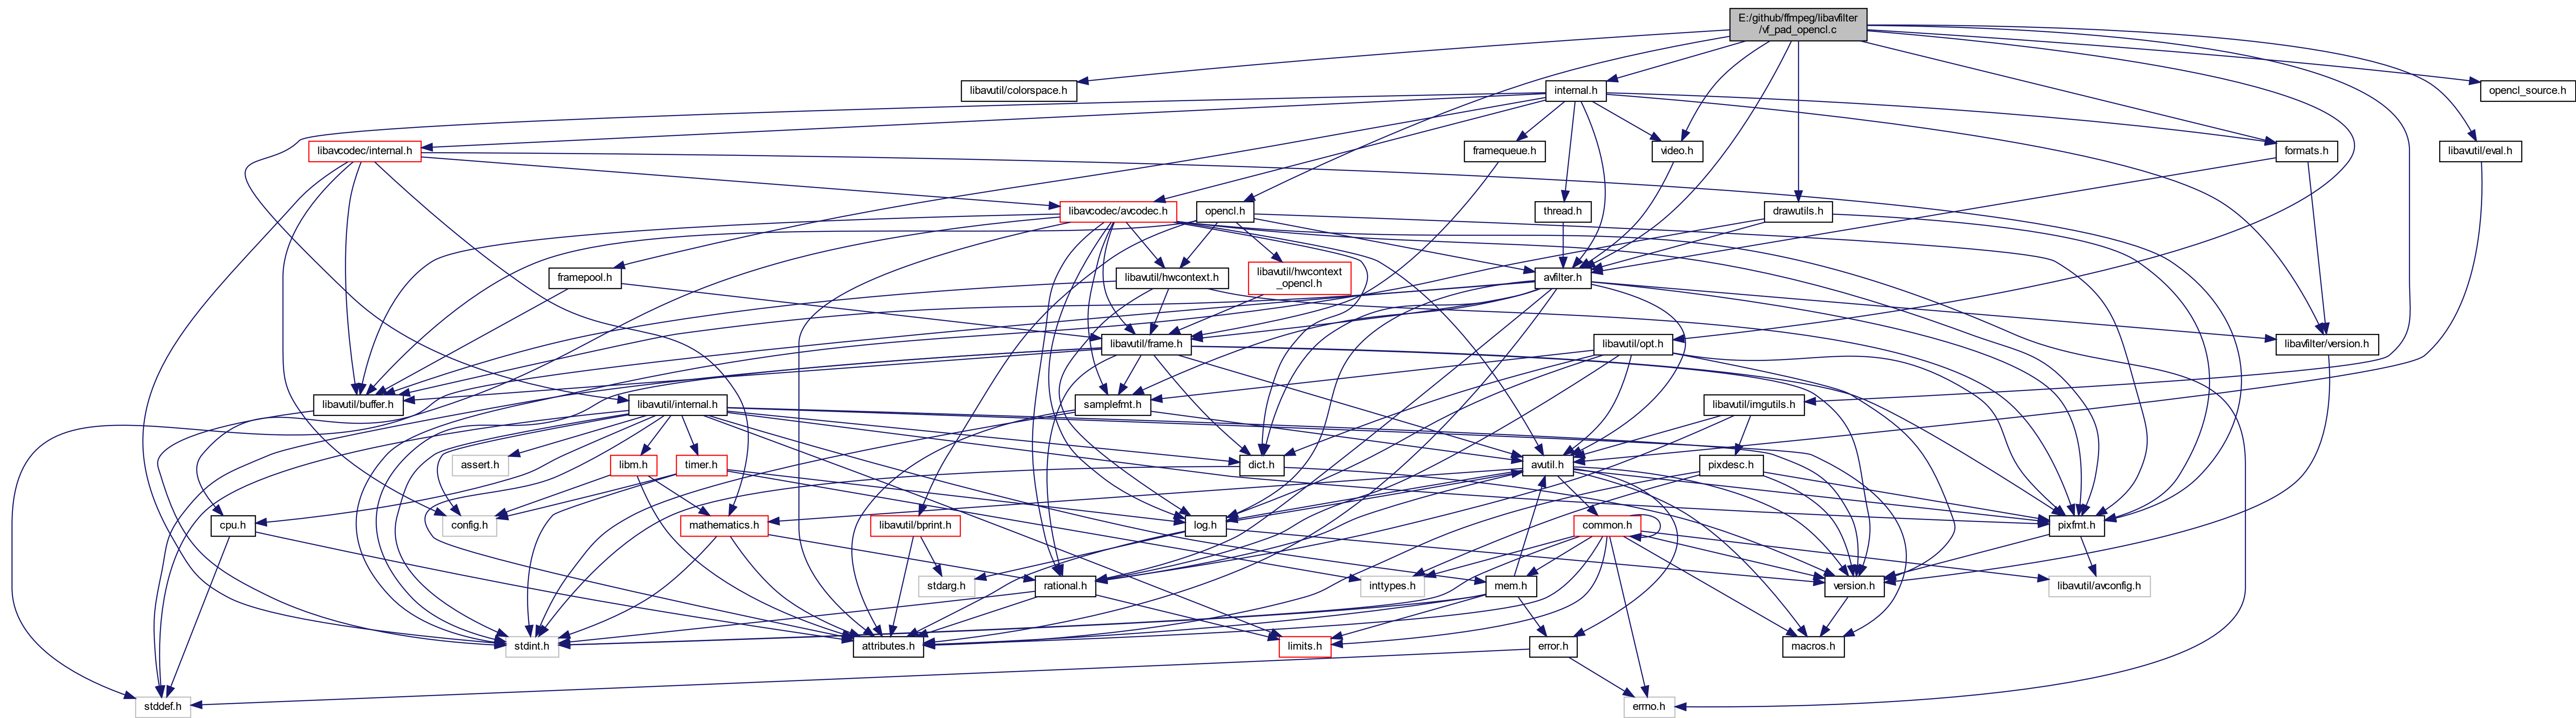 E:/github/ffmpeg/libavfilter
/vf_pad_opencl.c
libavutil/colorspace.h
internal.h
opencl_source.h
libavcodec/internal.h
framequeue.h
video.h
formats.h
libavutil/eval.h
libavcodec/avcodec.h
opencl.h
thread.h
drawutils.h
framepool.h
libavutil/hwcontext.h
libavutil/hwcontext
_opencl.h
avfilter.h
libavutil/frame.h
libavutil/opt.h
libavfilter/version.h
libavutil/buffer.h
libavutil/internal.h
samplefmt.h
libavutil/imgutils.h
assert.h
libm.h
timer.h
dict.h
avutil.h
pixdesc.h
cpu.h
config.h
mathematics.h
libavutil/bprint.h
log.h
common.h
pixfmt.h
stdarg.h
rational.h
inttypes.h
mem.h
version.h
libavutil/avconfig.h
stdint.h
attributes.h
limits.h
error.h
macros.h
stddef.h
errno.h